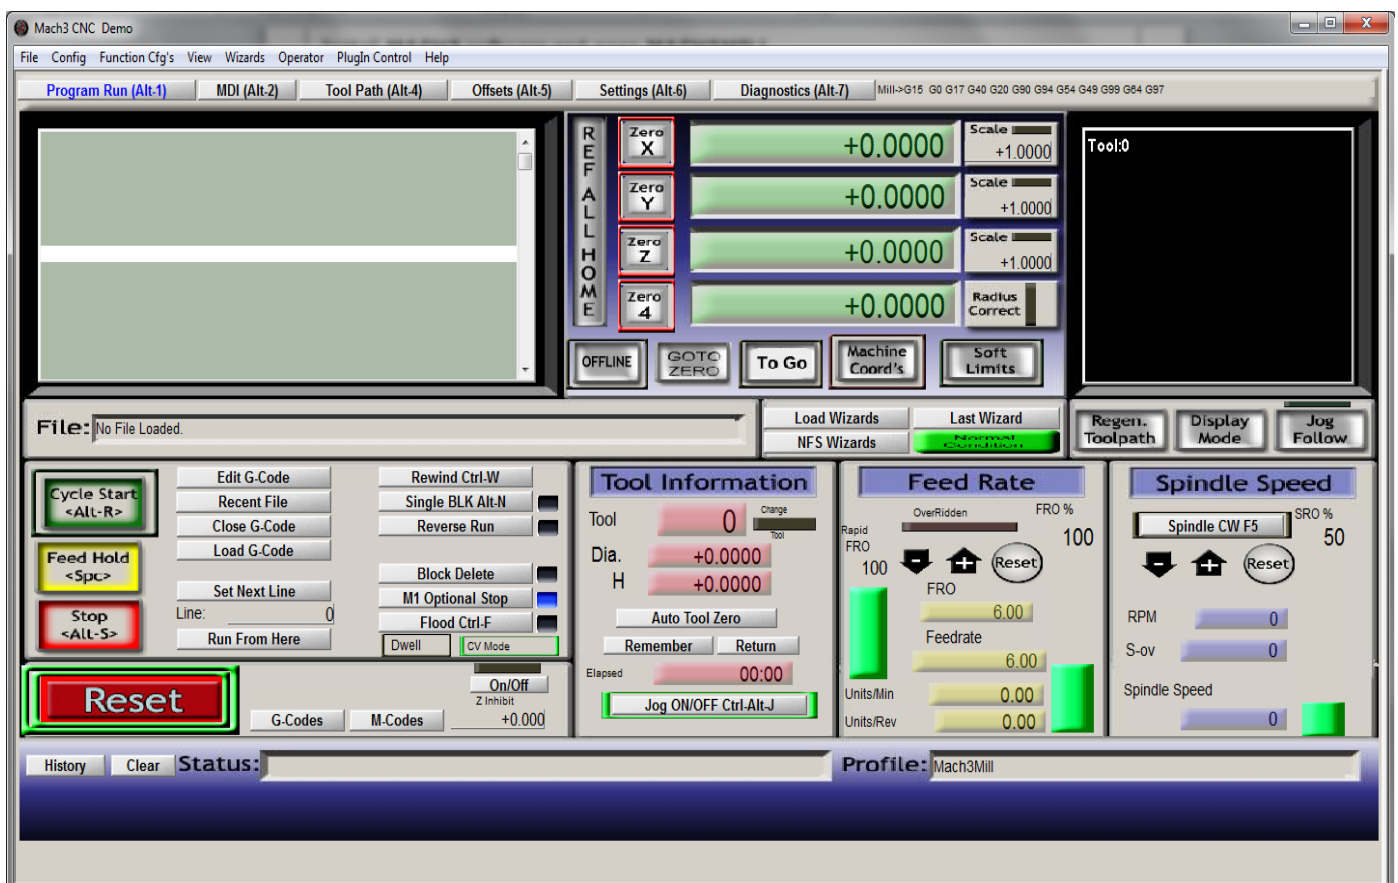 Mach3 CNC Demo
File Config Function Cfg's View Wizards Operator PlugIn Control Help
Program Run (Alt-1) MDI (Alt-2) Tool Path (Alt-4) Offsets (Alt-5) Settings (Alt-6) Diagnostics (Alt-7) Mill->G15 G0 G17 G40 G20 G90 G94 G54 G49 G99 G64 G97
REF ALL HOME
Zero X +0.0000 Scale +1.0000
Zero Y +0.0000 Scale +1.0000
Zero Z +0.0000 Scale +1.0000
Zero 4 +0.0000 Radius Correct
OFFLINE GOTO ZERO To Go Machine Coord's Soft Limits
Tool:0
File: No File Loaded.
Load Wizards Last Wizard
NFS Wizards Normal Condition
Regen. Toolpath Display Mode Jog Follow
Cycle Start <Alt-R>
Feed Hold <Spc>
Stop <Alt-S>
Edit G-Code
Recent File
Close G-Code
Load G-Code
Set Next Line
Line: 0
Run From Here
Rewind Ctrl-W
Single BLK Alt-N
Reverse Run
Block Delete
M1 Optional Stop
Flood Ctrl-F
Dwell CV Mode
Reset
G-Codes M-Codes
On/Off
Z Inhibit
+0.000
Tool Information
Tool 0 Change Tool
Dia. +0.0000
H +0.0000
Auto Tool Zero
Remember Return
Elapsed 00:00
Jog ON/OFF Ctrl-Alt-J
Feed Rate
OverRidden FRO %
100
Rapid FRO
100
Reset
FRO
6.00
Feedrate
6.00
Units/Min 0.00
Units/Rev 0.00
Spindle Speed
Spindle CW F5 SRO %
50
Reset
RPM 0
S-ov 0
Spindle Speed
0
History Clear Status:
Profile: Mach3Mill